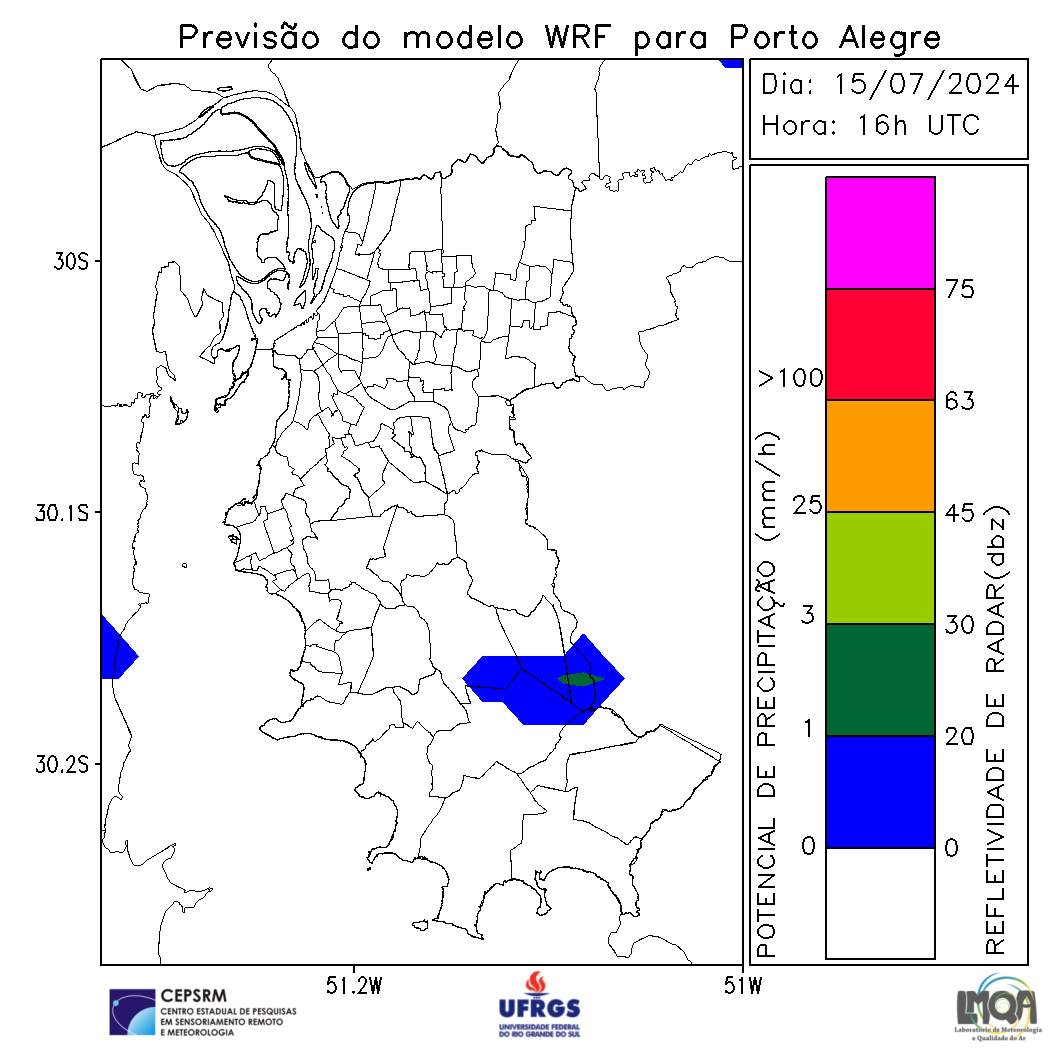 Previsão do modelo WRF para Porto Alegre
Dia: 15/07/2024
Hora: 16h UTC
30S
30.1S
30.2S
51.2W
51W
POTENCIAL DE PRECIPITAÇÃO (mm/h)
>100
25
3
1
0
75
63
45
30
20
0
REFLETIVIDADE DE RADAR(dbz)
CEPSRM
CENTRO ESTADUAL DE PESQUISAS
EM SENSORIAMENTO REMOTO
E METEOROLOGIA
UFRGS
UNIVERSIDADE FEDERAL
DO RIO GRANDE DO SUL
LMQA
Laboratório de Meteorologia
e Qualidade do Ar